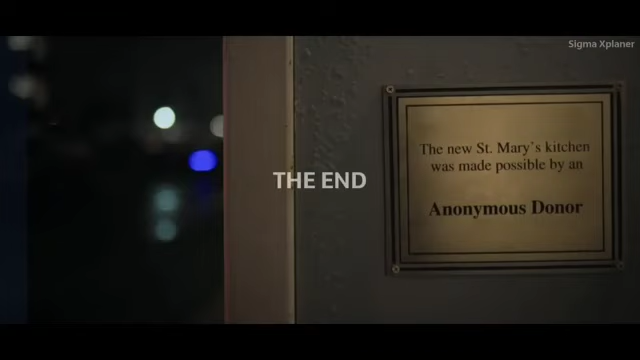 Sigma Xplaner
The new St. Mary's kitchen
was made possible by an
THE END
Anonymous Donor